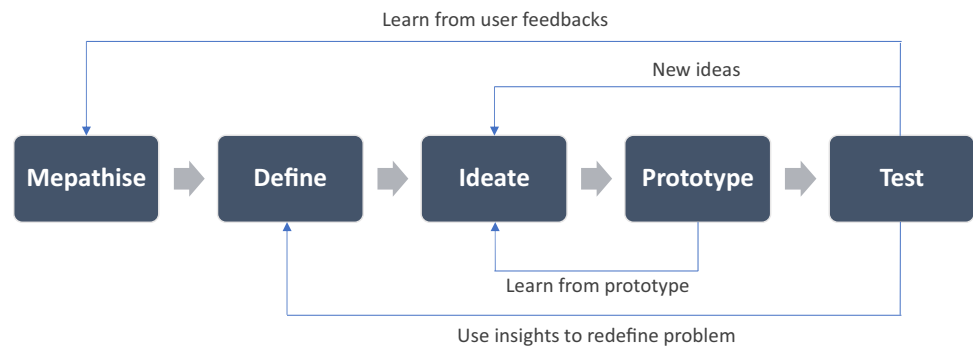 Learn from user feedbacks
New ideas
Mepathise
Define
Ideate
Prototype
Test
Learn from prototype
Use insights to redefine problem